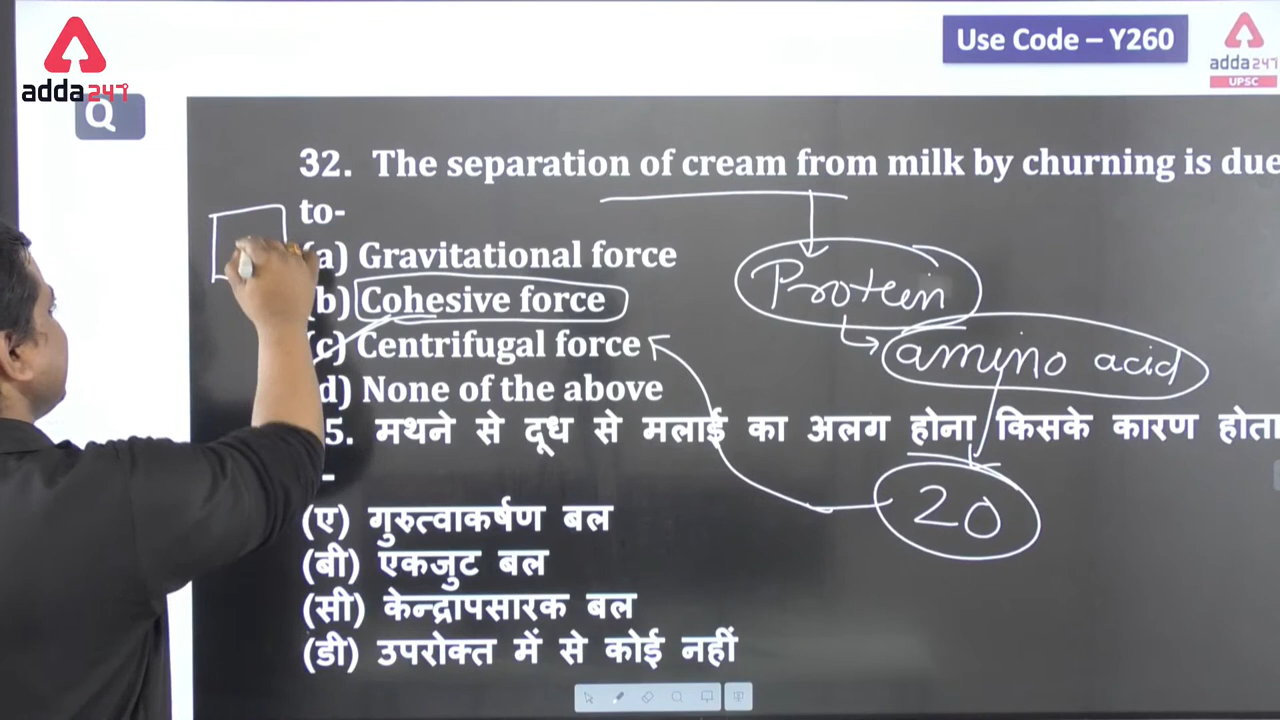 adda247
Use Code – Y260
adda247
UPSC
Q
32. The separation of cream from milk by churning is due
to-
(a) Gravitational force
(b) Cohesive force
(c) Centrifugal force
d) None of the above
Protein
amino acid
20
5. मथने से दूध से मलाई का अलग होना किसके कारण होता
-
(ए) गुरुत्वाकर्षण बल
(बी) एकजुट बल
(सी) केन्द्रापसारक बल
(डी) उपरोक्त में से कोई नहीं